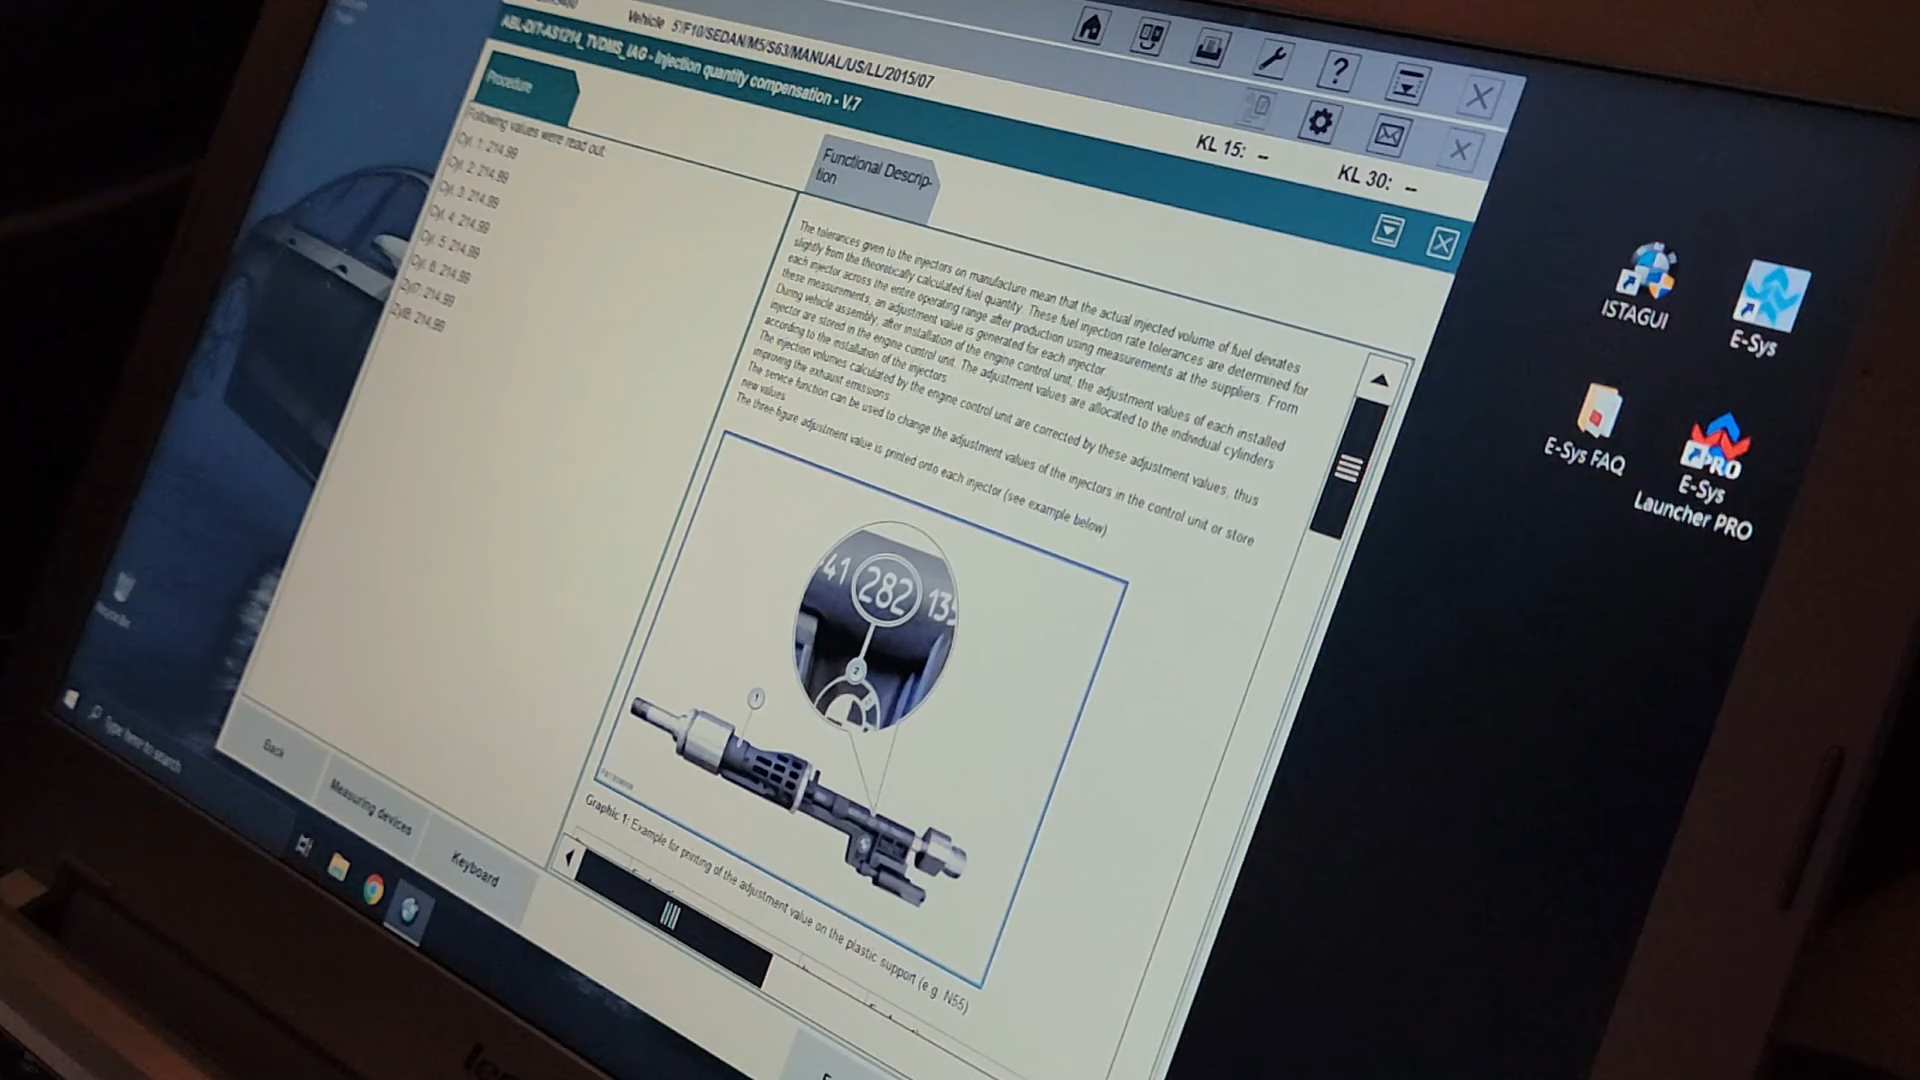 Vehicle 5'/F10/SEDAN/M5/S63/MANUAL/US/LL/2015/07
ABL-DIT-AS1214_TVDMS_IAG - Injection quantity compensation - V.7
KL 15: –
KL 30: –
Procedure
Following values were read out:
Cyl. 1: 214.99
Cyl. 2: 214.99
Cyl. 3: 214.99
Cyl. 4: 214.99
Cyl. 5: 214.99
Cyl. 6: 214.99
Zyl7: 214.99
Zyl8: 214.99
Functional Descrip-
tion
The tolerances given to the injectors on manufacture mean that the actual injected volume of fuel deviates
slightly from the theoretically calculated fuel quantity. These fuel injection rate tolerances are determined for
each injector across the entire operating range after production using measurements at the suppliers. From
these measurements, an adjustment value is generated for each injector
During vehicle assembly, after installation of the engine control unit, the adjustment values of each installed
injector are stored in the engine control unit. The adjustment values are allocated to the individual cylinders
according to the installation of the injectors.
The injection volumes calculated by the engine control unit are corrected by these adjustment values, thus
improving the exhaust emissions
The service function can be used to change the adjustment values of the injectors in the control unit or store
new values
The three-figure adjustment value is printed onto each injector (see example below)
41 282 135
2
1
Graphic 1: Example for printing of the adjustment value on the plastic support (e.g. N55)
Back
Measuring devices
Keyboard
Type here to search
ISTAGUI
E-Sys
E-Sys FAQ
PRO
E-Sys
Launcher PRO